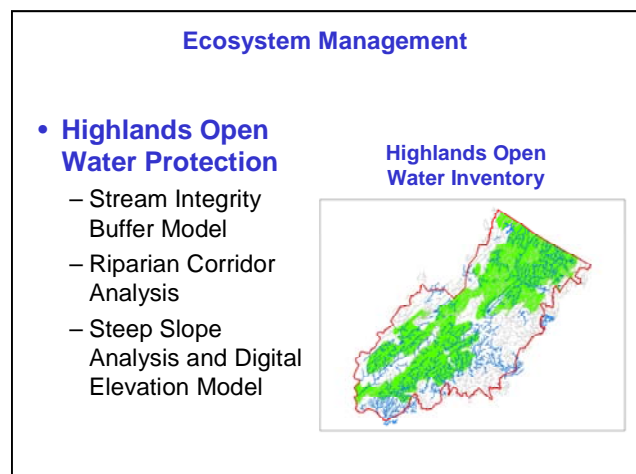 Ecosystem Management
• Highlands Open
Water Protection
– Stream Integrity
Buffer Model
– Riparian Corridor
Analysis
– Steep Slope
Analysis and Digital
Elevation Model
Highlands Open
Water Inventory